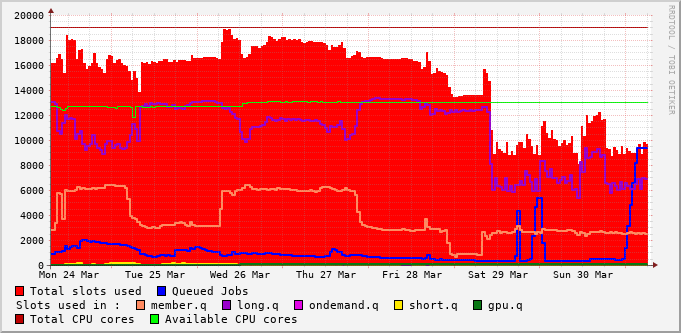 20000
18000
16000
14000
12000
10000
8000
6000
4000
2000
0
Mon 24 Mar Tue 25 Mar Wed 26 Mar Thu 27 Mar Fri 28 Mar Sat 29 Mar Sun 30 Mar
RRDTOOL / TOBI OETIKER
Total slots used Queued Jobs
Slots used in : member.q long.q ondemand.q short.q gpu.q
Total CPU cores Available CPU cores